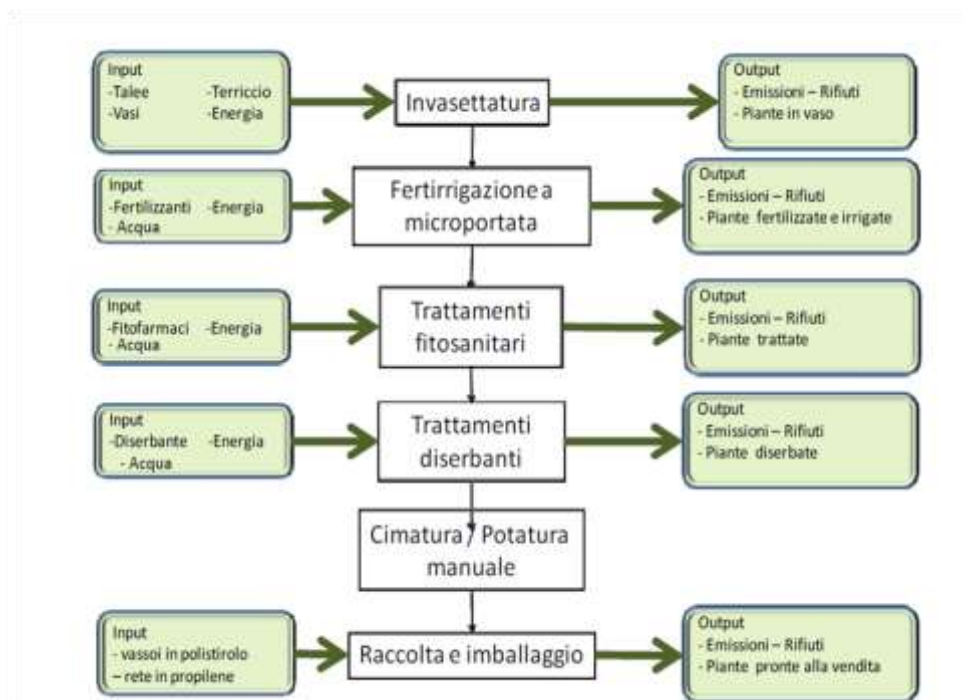 Input
-Talee -Terriccio
-Vasi -Energia
Invasettatura
Output
- Emissioni – Rifiuti
- Piante in vaso
Input
-Fertilizzanti -Energia
- Acqua
Fertirrigazione a
microportata
Output
- Emissioni – Rifiuti
- Piante fertilizzate e irrigate
Input
-Fitofarmaci -Energia
- Acqua
Trattamenti
fitosanitari
Output
- Emissioni – Rifiuti
- Piante trattate
Input
-Diserbante -Energia
- Acqua
Trattamenti
diserbanti
Output
- Emissioni – Rifiuti
- Piante diserbate
Cimatura / Potatura
manuale
Input
- vassoi in polistirolo
– rete in propilene
Raccolta e imballaggio
Output
- Emissioni – Rifiuti
- Piante pronte alla vendita